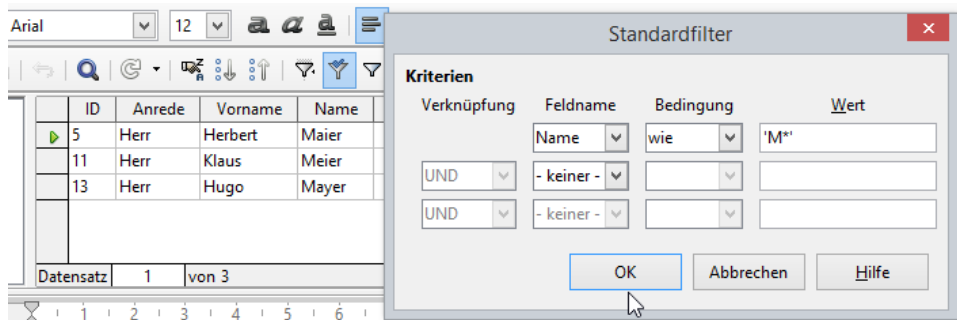 Arial 12 a a a
Standardfilter
Kriterien
Verknüpfung Feldname Bedingung Wert
Name wie 'M*'
UND - keiner -
UND - keiner -
OK Abbrechen Hilfe
ID Anrede Vorname Name
5 Herr Herbert Maier
11 Herr Klaus Meier
13 Herr Hugo Mayer
Datensatz 1 von 3
1 2 3 4 5 6